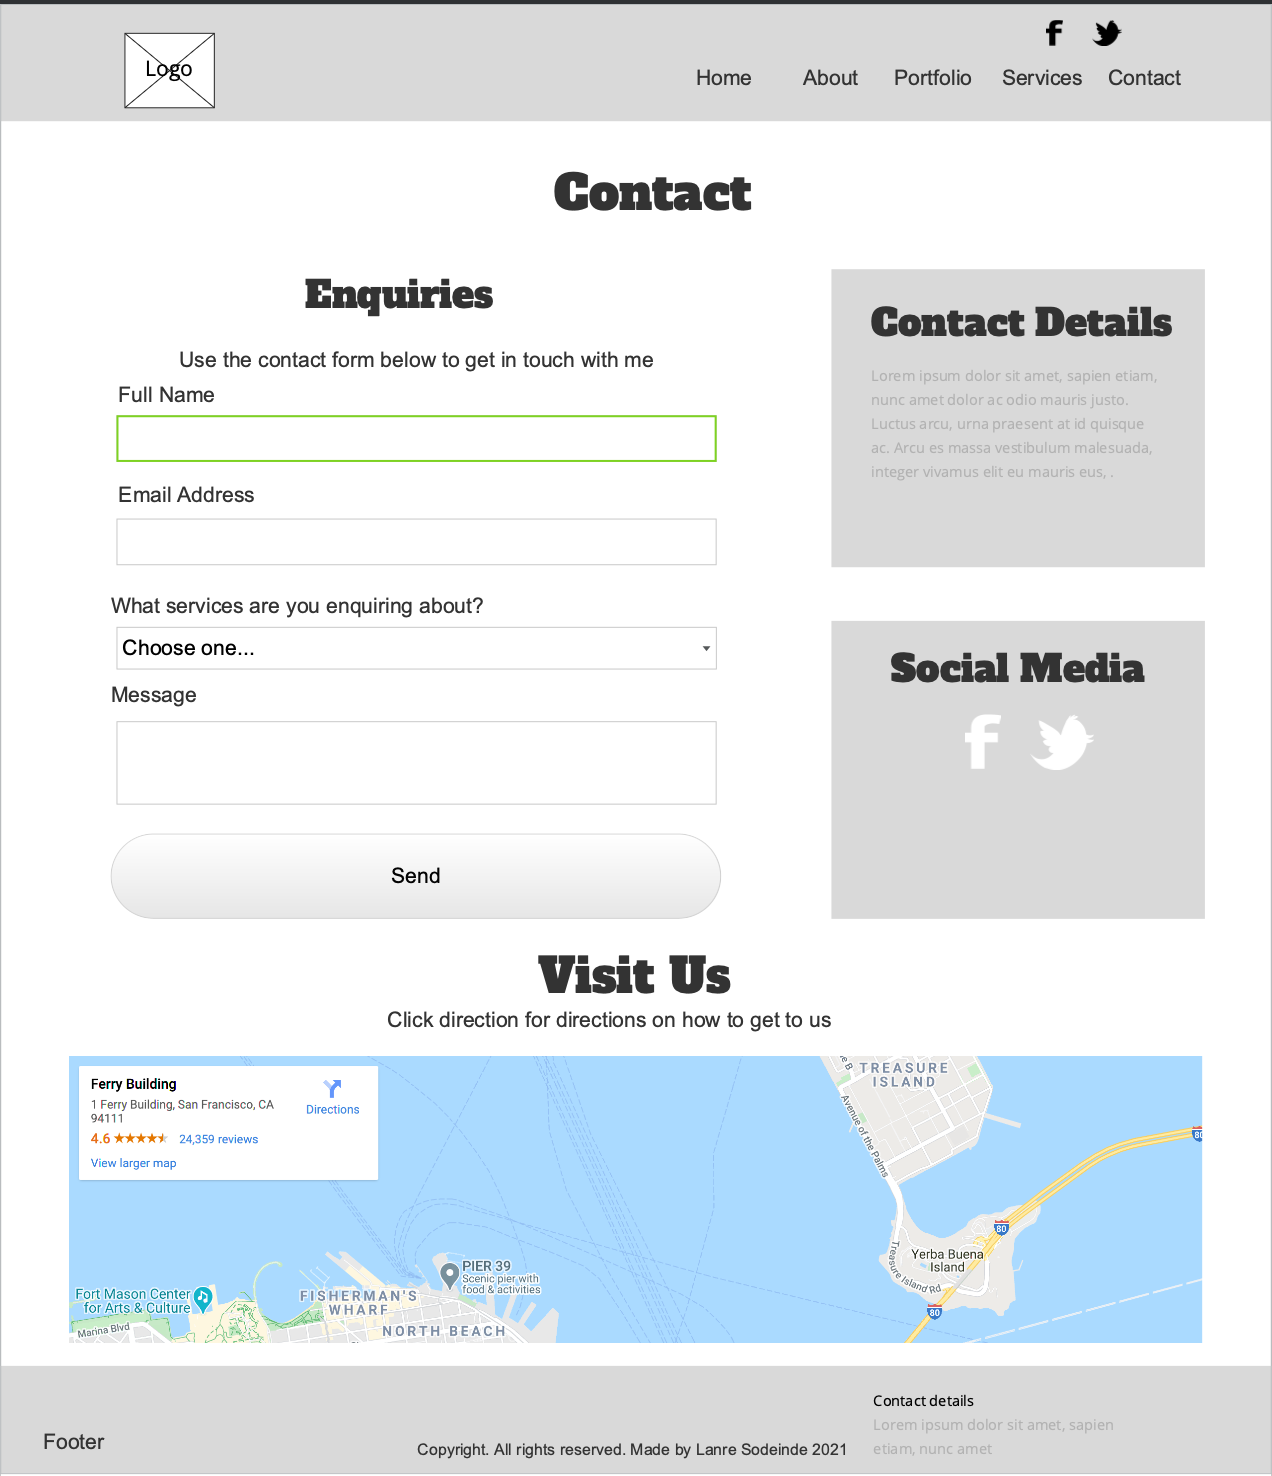 Logo
Home About Portfolio Services Contact
Contact
Enquiries
Use the contact form below to get in touch with me
Full Name
Email Address
What services are you enquiring about?
Choose one...
Message
Send
Contact Details
Lorem ipsum dolor sit amet, sapien etiam,
nunc amet dolor ac odio mauris justo.
Luctus arcu, urna praesent at id quisque
ac. Arcu es massa vestibulum malesuada,
integer vivamus elit eu mauris eus, .
Social Media
Visit Us
Click direction for directions on how to get to us
Ferry Building
1 Ferry Building, San Francisco, CA
94111
Directions
4.6 24,359 reviews
View larger map
TREASURE
ISLAND
Avenue of the Palms
80
80
Yerba Buena
Island
Treasure Island Rd
80
PIER 39
Scenic pier with
food & activities
Fort Mason Center
for Arts & Culture
FISHERMAN'S
WHARF
Marina Blvd
NORTH BEACH
Footer
Copyright. All rights reserved. Made by Lanre Sodeinde 2021
Contact details
Lorem ipsum dolor sit amet, sapien
etiam, nunc amet